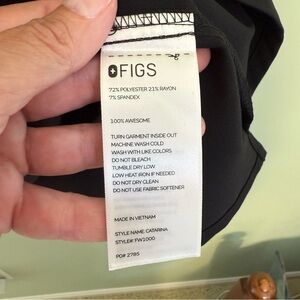 FIGS
72% POLYESTER 21% RAYON
7% SPANDEX
100% AWESOME
TURN GARMENT INSIDE OUT
MACHINE WASH COLD
WASH WITH LIKE COLORS
DO NOT BLEACH
TUMBLE DRY LOW
LOW HEAT IRON IF NEEDED
DO NOT DRY CLEAN
DO NOT USE FABRIC SOFTENER
MADE IN VIETNAM
STYLE NAME: CATARINA
STYLE# FW1000
PO# 2785